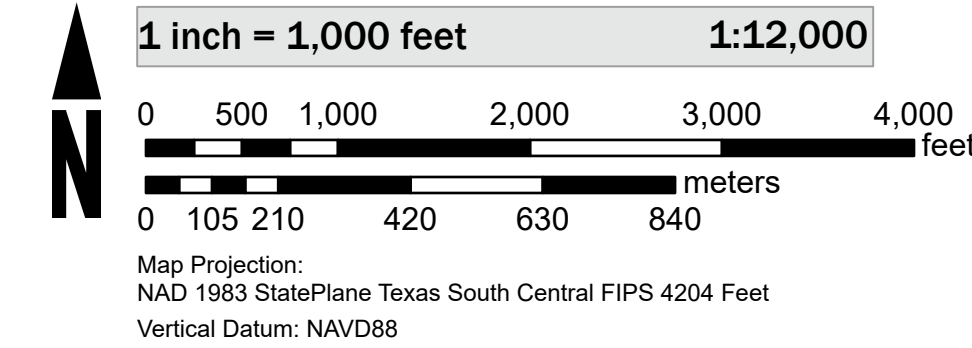 N
1 inch = 1,000 feet 1:12,000
0 500 1,000 2,000 3,000 4,000
feet
meters
0 105 210 420 630 840
Map Projection:
NAD 1983 StatePlane Texas South Central FIPS 4204 Feet
Vertical Datum: NAVD88